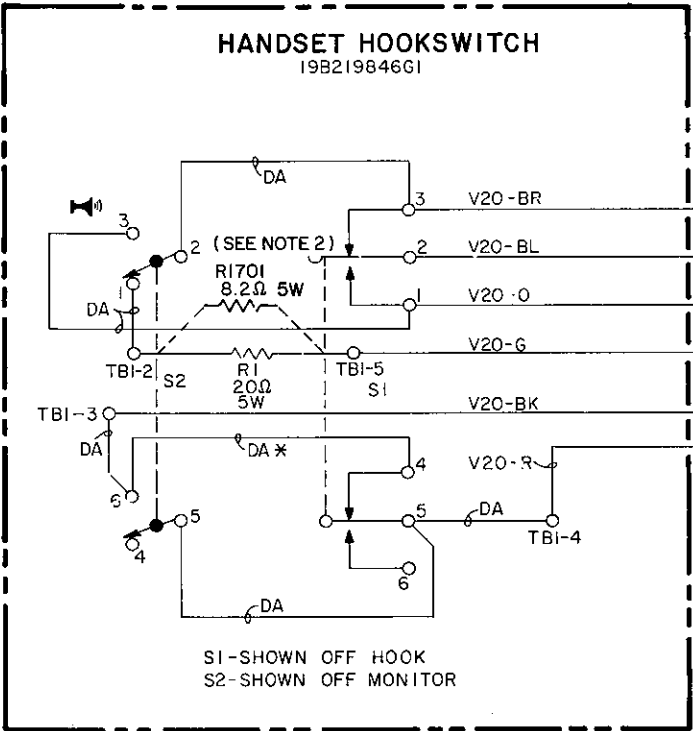 HANDSET HOOKSWITCH
19B219846G1
DA
3
V20-BR
3
2
(SEE NOTE 2)
2
V20-BL
R1701
8.2Ω 5W
1
V20-O
DA
1
TB1-2
S2
R1
20Ω
5W
TB1-5
S1
V20-G
TB1-3
V20-BK
DA
DA *
4
V20-R
6
5
5
DA
TB1-4
4
6
DA
S1-SHOWN OFF HOOK
S2-SHOWN OFF MONITOR